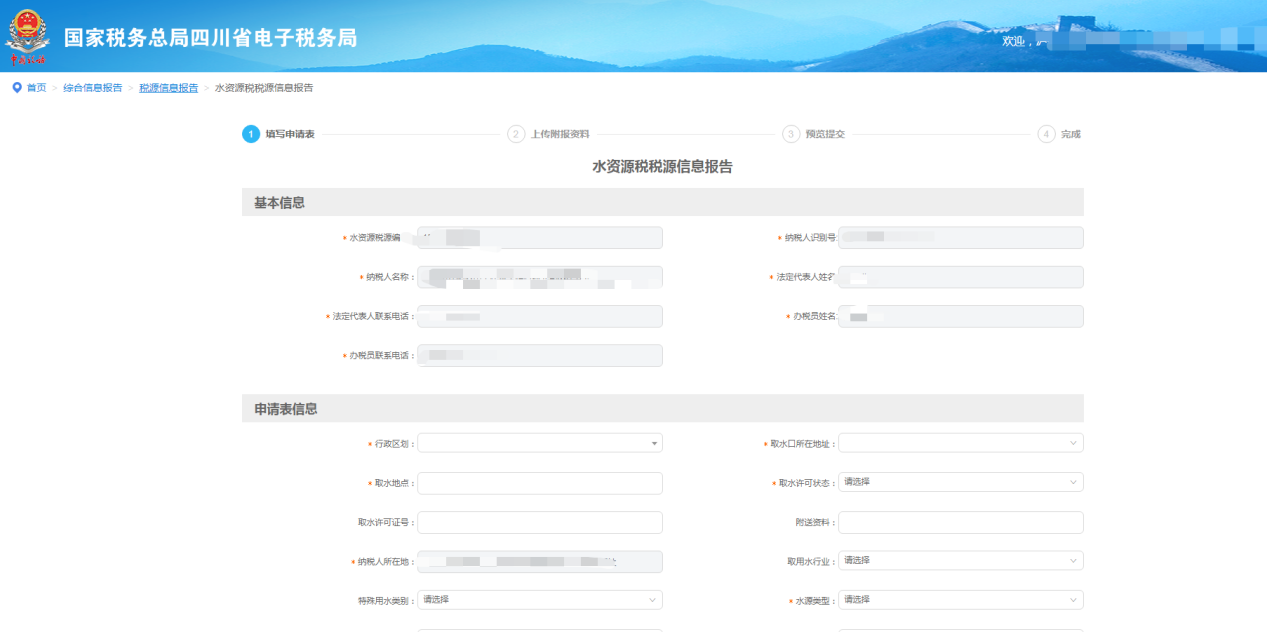 国家税务总局四川省电子税务局
欢迎，
首页 > 综合信息报告 > 税源信息报告 > 水资源税税源信息报告
1 填写申请表 2 上传附报资料 3 预览提交 4 完成
水资源税税源信息报告
基本信息
*水资源税源编 *纳税人识别号:
*纳税人名称： *法定代表人姓名
*法定代表人联系电话： *办税员姓名:
*办税员联系电话：
申请表信息
*行政区划： *取水口所在地址：
*取水地点： *取水许可状态： 请选择
取水许可证号： 附送资料：
*纳税人所在地： 取用水行业： 请选择
特殊用水类别： 请选择 *水源类型： 请选择